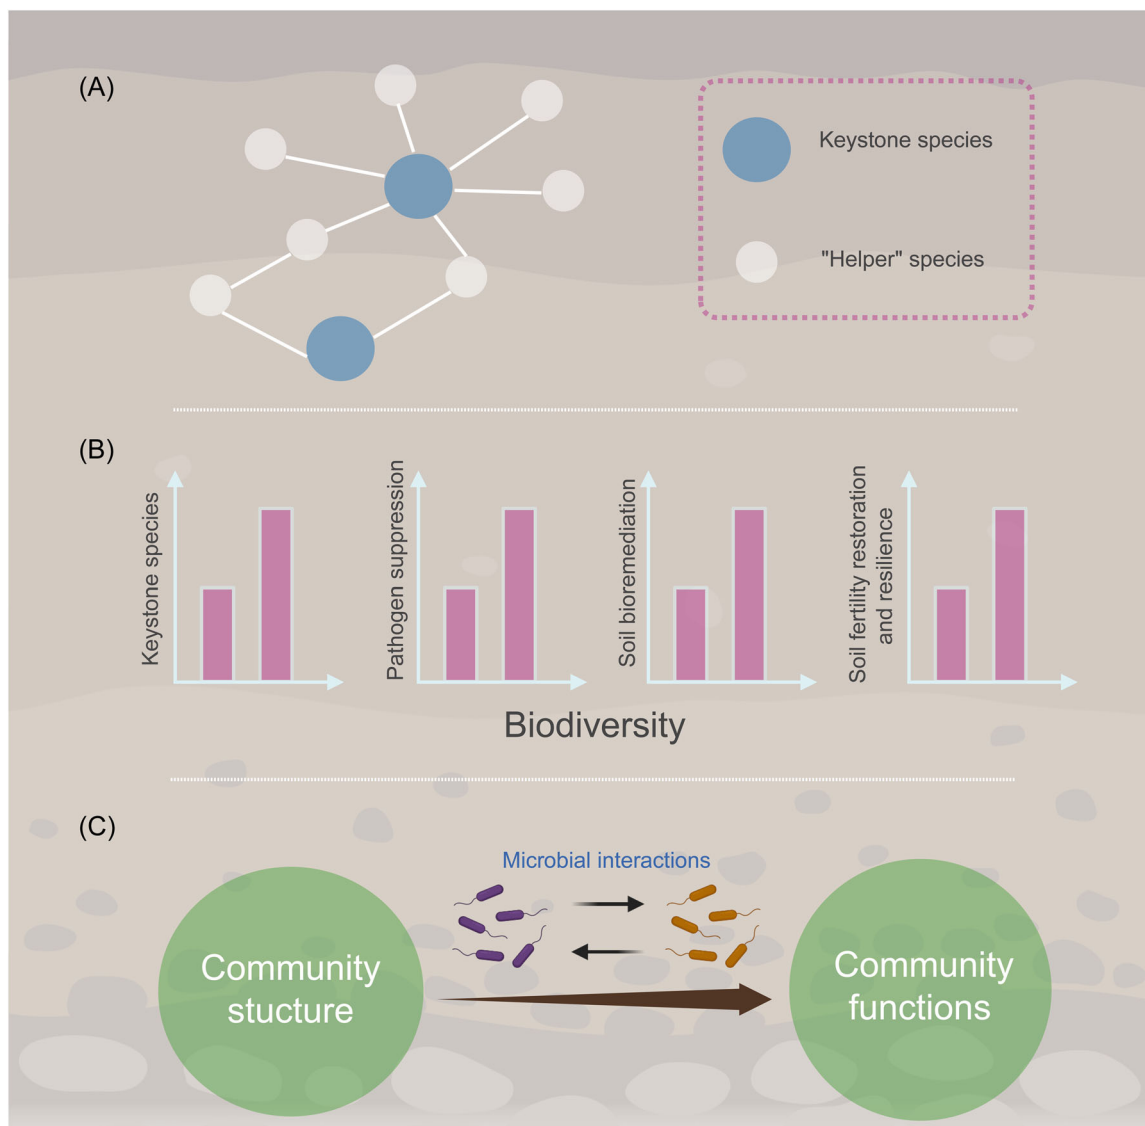 (A)
Keystone species
"Helper" species
(B)
Keystone species
Pathogen suppression
Soil bioremediation
Soil fertility restoration
and resilience
Biodiversity
(C)
Microbial interactions
Community
stucture
Community
functions